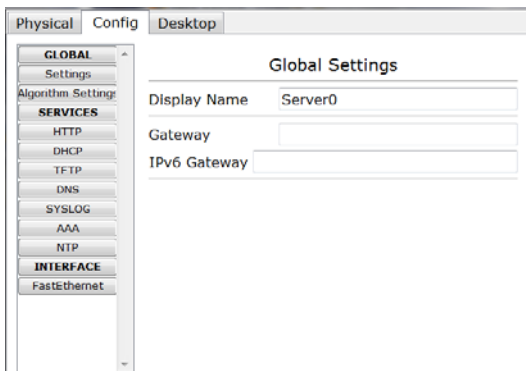 Physical Config Desktop
GLOBAL
Settings
Algorithm Settings
SERVICES
HTTP
DHCP
TFTP
DNS
SYSLOG
AAA
NTP
INTERFACE
FastEthernet
Global Settings
Display Name Server0
Gateway
IPv6 Gateway